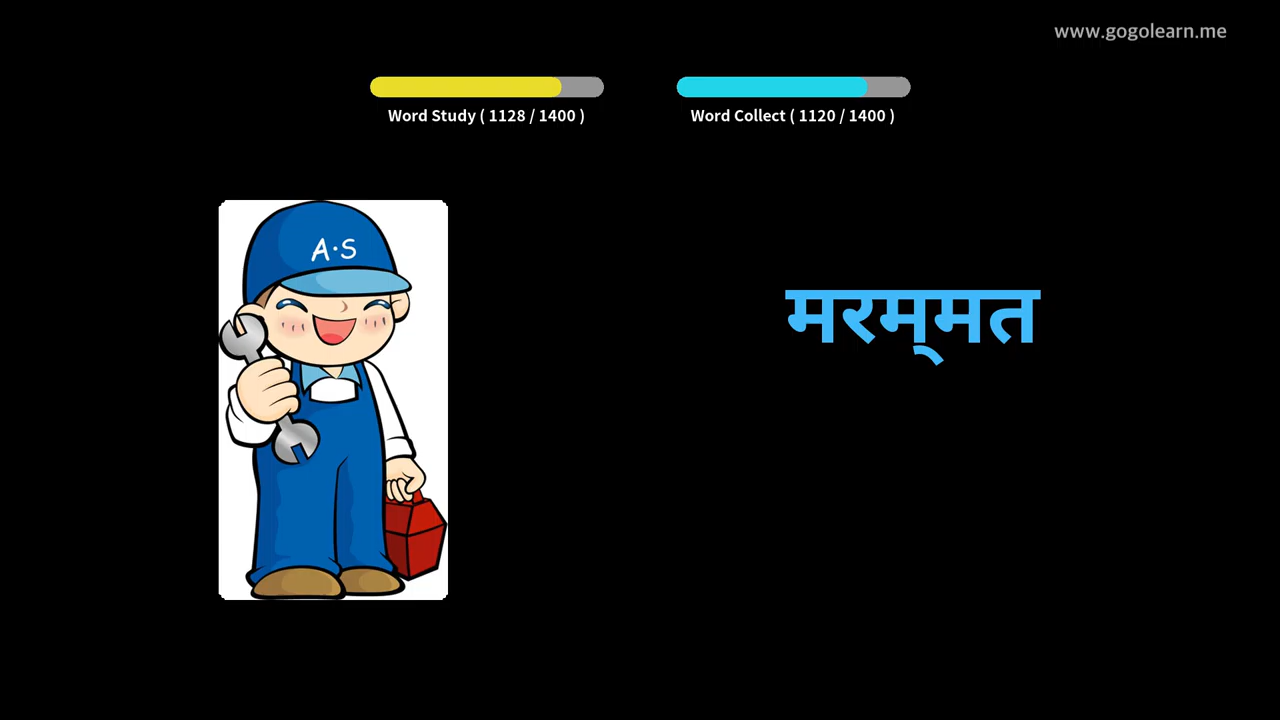 www.gogolearn.me
Word Study ( 1128 / 1400 )
Word Collect ( 1120 / 1400 )
A·S
मरम्मत